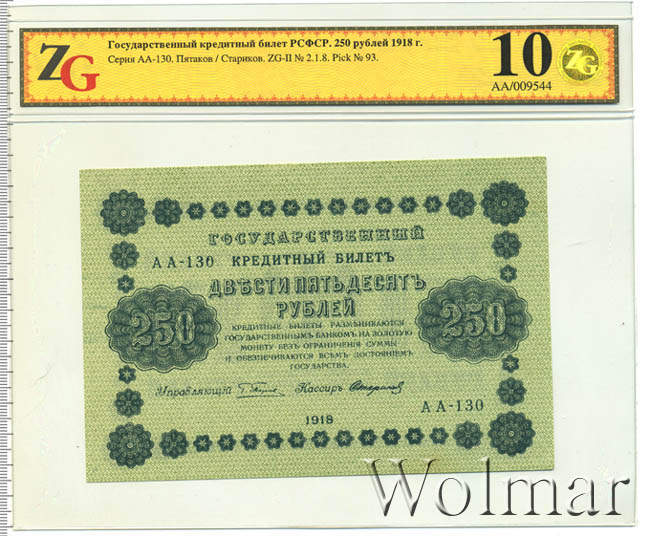 ZG
Государственный кредитный билет РСФСР. 250 рублей 1918 г.
Серия АА-130. Пятаков / Стариков. ZG-II № 2.1.8. Pick № 93.
10
ZG
AA/009544
ГОСУДАРСТВЕННЫЙ
АА-130 КРЕДИТНЫЙ БИЛЕТЪ
ДВѢСТИ ПЯТЬДЕСЯТЪ
РУБЛЕЙ
250
250
КРЕДИТНЫЕ БИЛЕТЫ РАЗМѢНИВАЮТСЯ
ГОСУДАРСТВЕННЫМЪ БАНКОМЪ НА ЗОЛОТУЮ
МОНЕТУ БЕЗЪ ОГРАНИЧЕНІЯ СУММЫ
И ОБЕЗПЕЧИВАЮТСЯ ВСѢМЪ ДОСТОЯНІЕМЪ
ГОСУДАРСТВА.
Управляющій Кассиръ
АА-130
1918
Wolmar